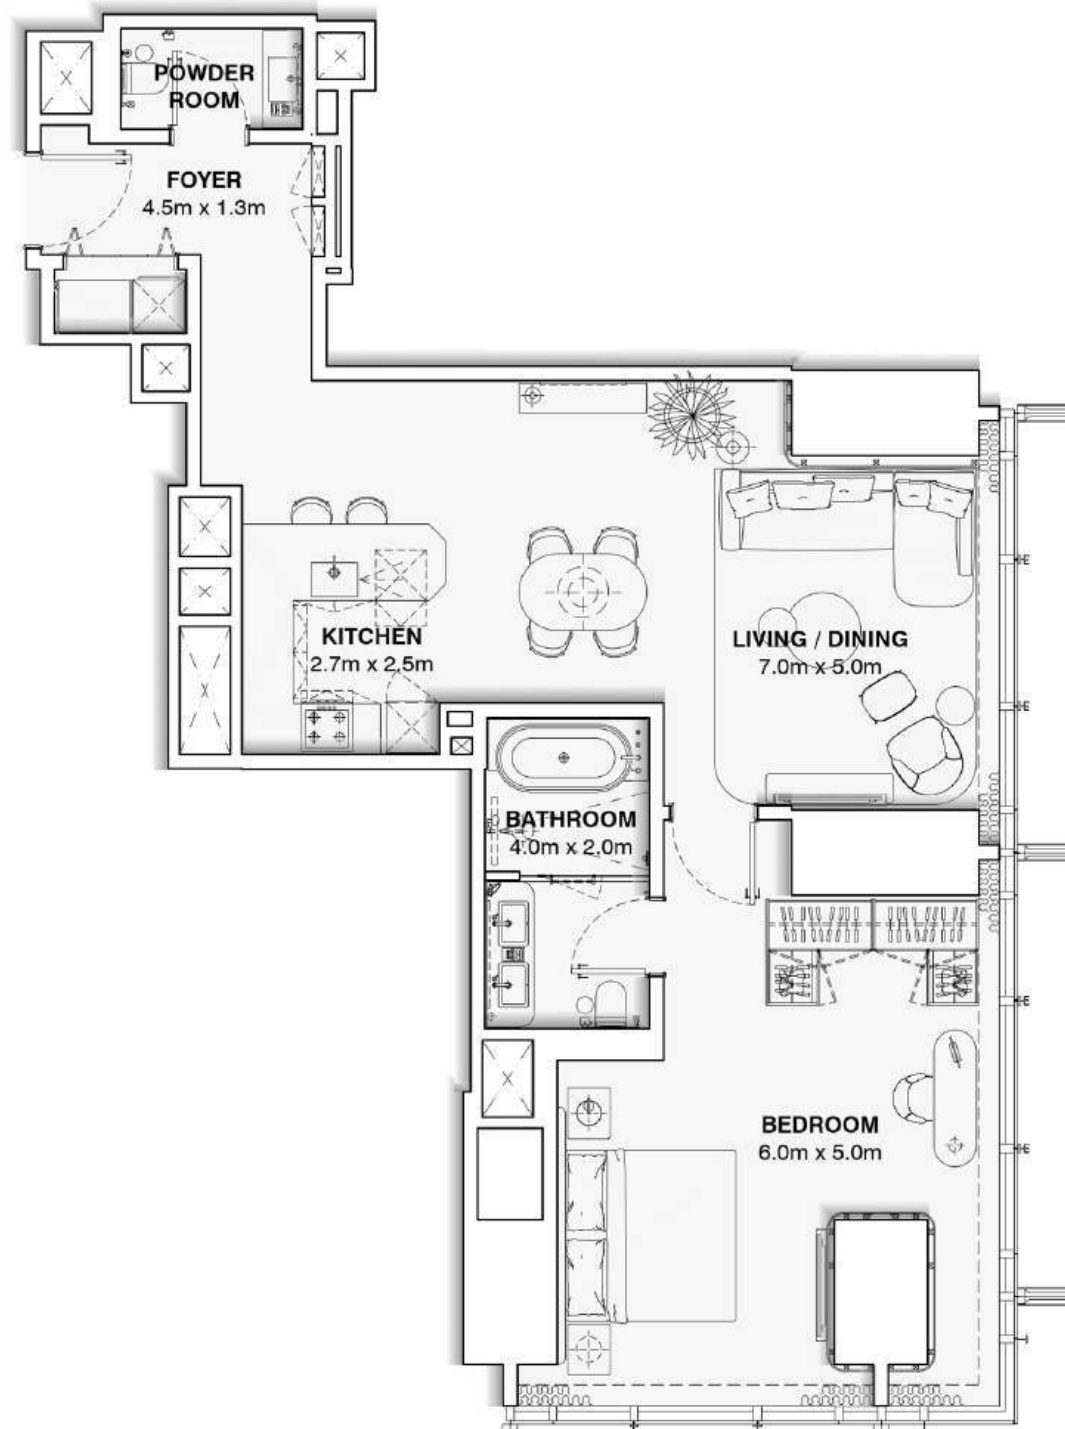 POWDER
ROOM
FOYER
4.5m x 1.3m
KITCHEN
2.7m x 2.5m
LIVING / DINING
7.0m x 5.0m
BATHROOM
4.0m x 2.0m
BEDROOM
6.0m x 5.0m